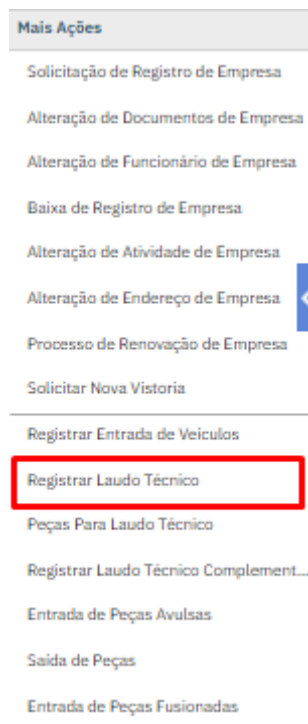 Mais Ações
Solicitação de Registro de Empresa
Alteração de Documentos de Empresa
Alteração de Funcionário de Empresa
Baixa de Registro de Empresa
Alteração de Atividade de Empresa
Alteração de Endereço de Empresa
Processo de Renovação de Empresa
Solicitar Nova Vistoria
Registrar Entrada de Veiculos
Registrar Laudo Técnico
Peças Para Laudo Técnico
Registrar Laudo Técnico Complement...
Entrada de Peças Avulsas
Saida de Peças
Entrada de Peças Fusionadas